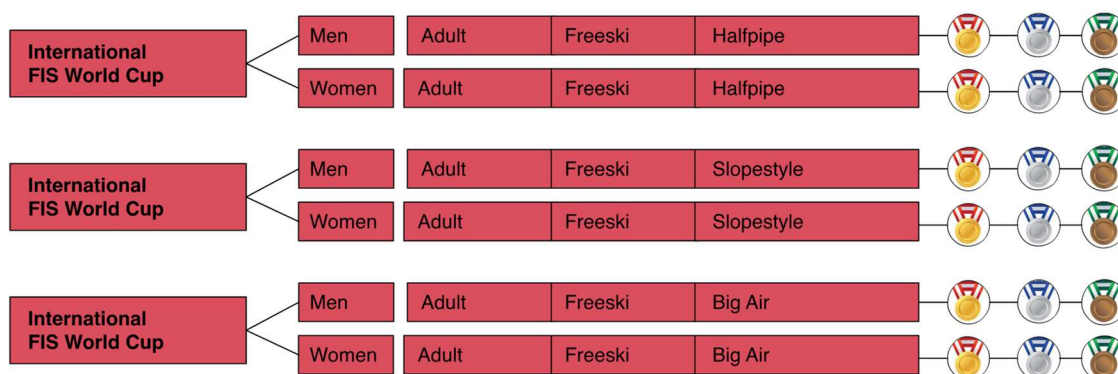 International
FIS World Cup
Men Adult Freeski Halfpipe
Women Adult Freeski Halfpipe
International
FIS World Cup
Men Adult Freeski Slopestyle
Women Adult Freeski Slopestyle
International
FIS World Cup
Men Adult Freeski Big Air
Women Adult Freeski Big Air